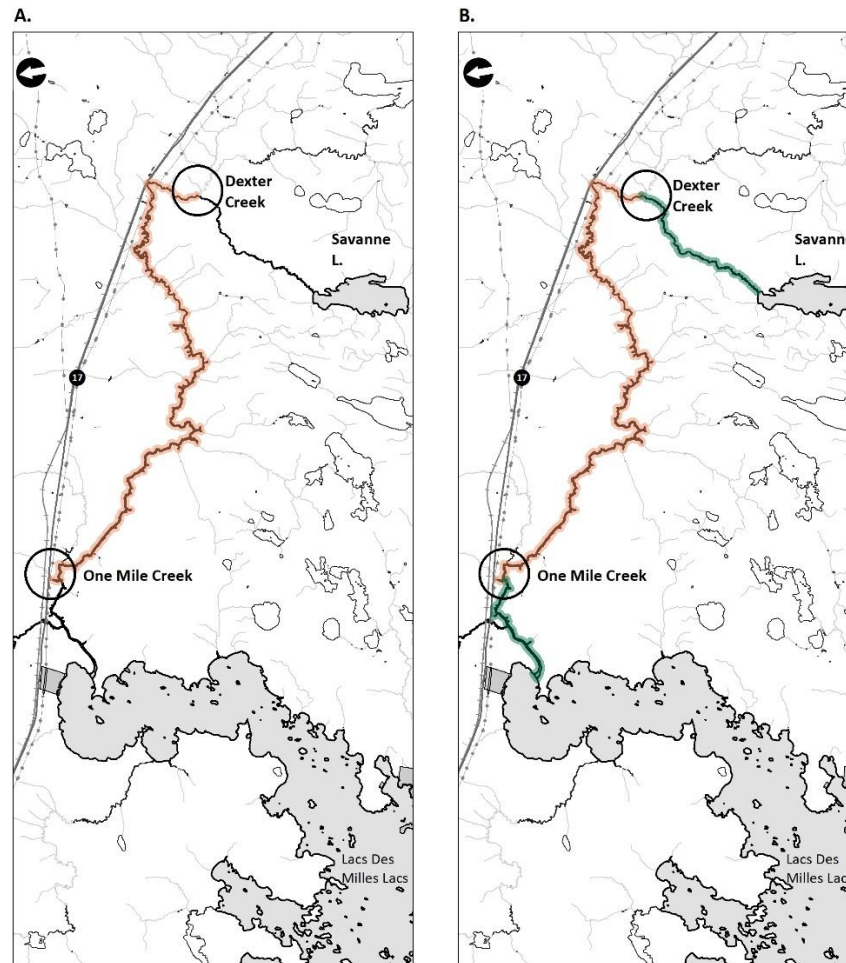 A.
Dexter
Creek
Savanne
L.
17
One Mile Creek
Lacs Des
Milles Lacs
B.
Dexter
Creek
Savanne
L.
17
One Mile Creek
Lacs Des
Milles Lac